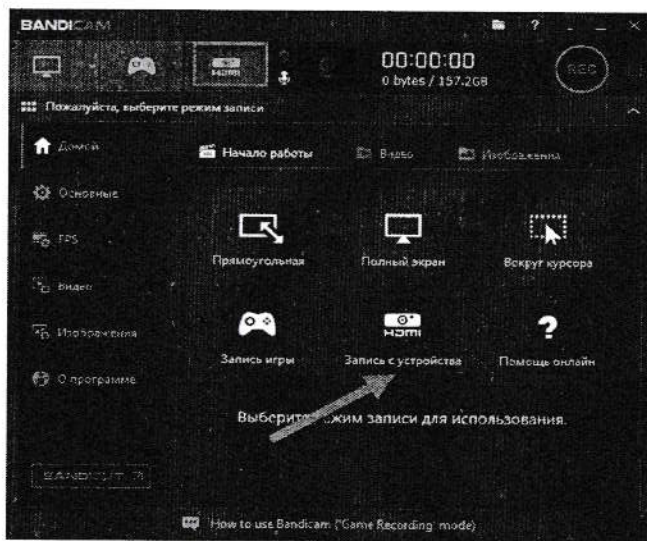 BANDICAM
?
HDMI
00:00:00
0 bytes / 157.2GB
REC
Пожалуйста, выберите режим записи
Домой
Основные
FPS
Видео
Изображения
О программе
BANDICUT
Начало работы
Видео
Изображения
Прямоугольная
Полный экран
Вокруг курсора
HDMI
?
Запись игры
Запись с устройства
Помощь онлайн
Выберите режим записи для использования.
How to use Bandicam ('Game Recording' mode)